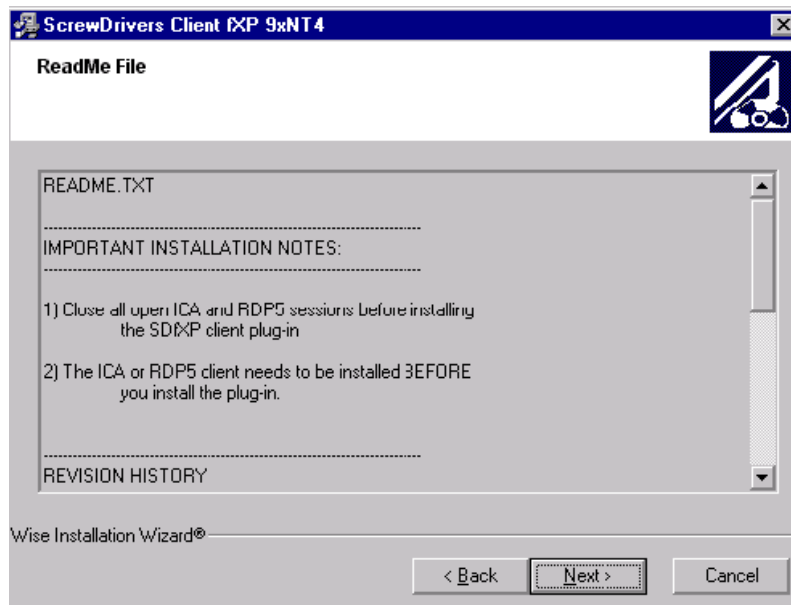 ScrewDrivers Client fXP 9xNT4
ReadMe File
README.TXT
----------------------------------------------------------------------------------------------
IMPORTANT INSTALLATION NOTES:
----------------------------------------------------------------------------------------------
1) Close all open ICA and RDP5 sessions before installing
the SDfXP client plug-in
2) The ICA or RDP5 client needs to be installed BEFORE
you install the plug-in.
----------------------------------------------------------------------------------------------
REVISION HISTORY
Wise Installation Wizard®
< Back
Next >
Cancel